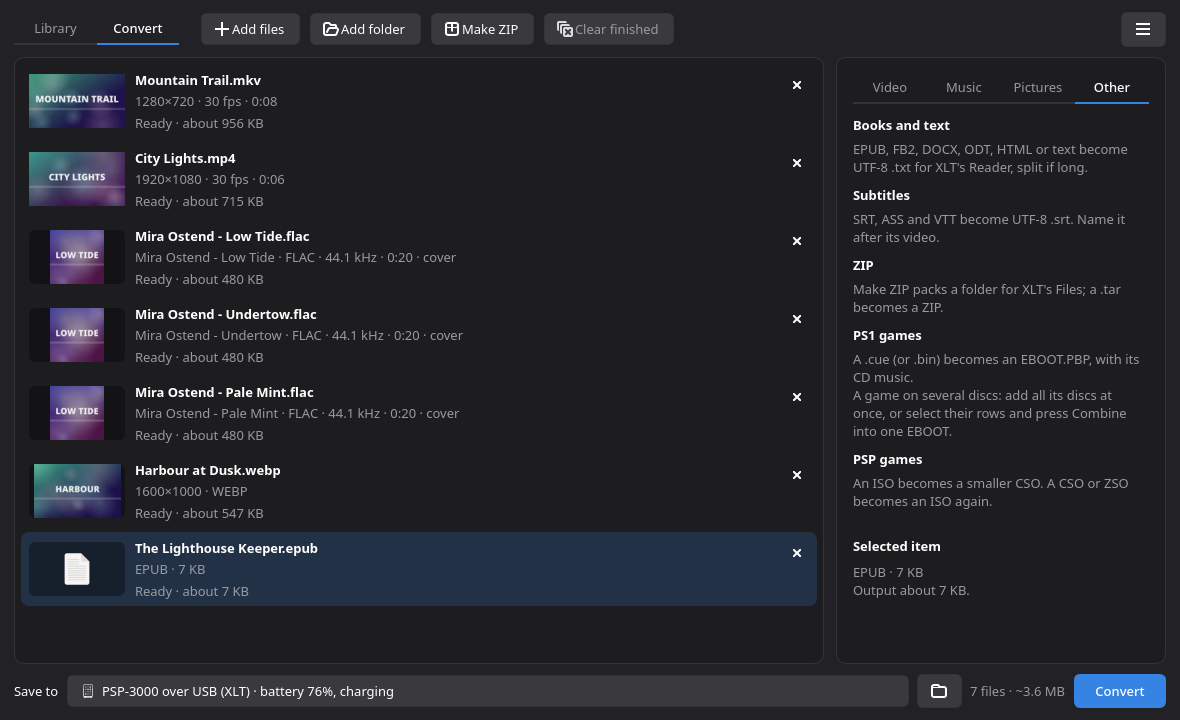 Library
Convert
Add files
Add folder
Make ZIP
Clear finished
MOUNTAIN TRAIL
Mountain Trail.mkv
1280×720 · 30 fps · 0:08
Ready · about 956 KB
CITY LIGHTS
City Lights.mp4
1920×1080 · 30 fps · 0:06
Ready · about 715 KB
LOW TIDE
Mira Ostend - Low Tide.flac
Mira Ostend - Low Tide · FLAC · 44.1 kHz · 0:20 · cover
Ready · about 480 KB
LOW TIDE
Mira Ostend - Undertow.flac
Mira Ostend - Undertow · FLAC · 44.1 kHz · 0:20 · cover
Ready · about 480 KB
LOW TIDE
Mira Ostend - Pale Mint.flac
Mira Ostend - Pale Mint · FLAC · 44.1 kHz · 0:20 · cover
Ready · about 480 KB
HARBOUR
Harbour at Dusk.webp
1600×1000 · WEBP
Ready · about 547 KB
The Lighthouse Keeper.epub
EPUB · 7 KB
Ready · about 7 KB
Video
Music
Pictures
Other
Books and text
EPUB, FB2, DOCX, ODT, HTML or text become
UTF-8 .txt for XLT's Reader, split if long.
Subtitles
SRT, ASS and VTT become UTF-8 .srt. Name it
after its video.
ZIP
Make ZIP packs a folder for XLT's Files; a .tar
becomes a ZIP.
PS1 games
A .cue (or .bin) becomes an EBOOT.PBP, with its
CD music.
A game on several discs: add all its discs at
once, or select their rows and press Combine
into one EBOOT.
PSP games
An ISO becomes a smaller CSO. A CSO or ZSO
becomes an ISO again.
Selected item
EPUB · 7 KB
Output about 7 KB.
Save to
PSP-3000 over USB (XLT) · battery 76%, charging
7 files · ~3.6 MB
Convert